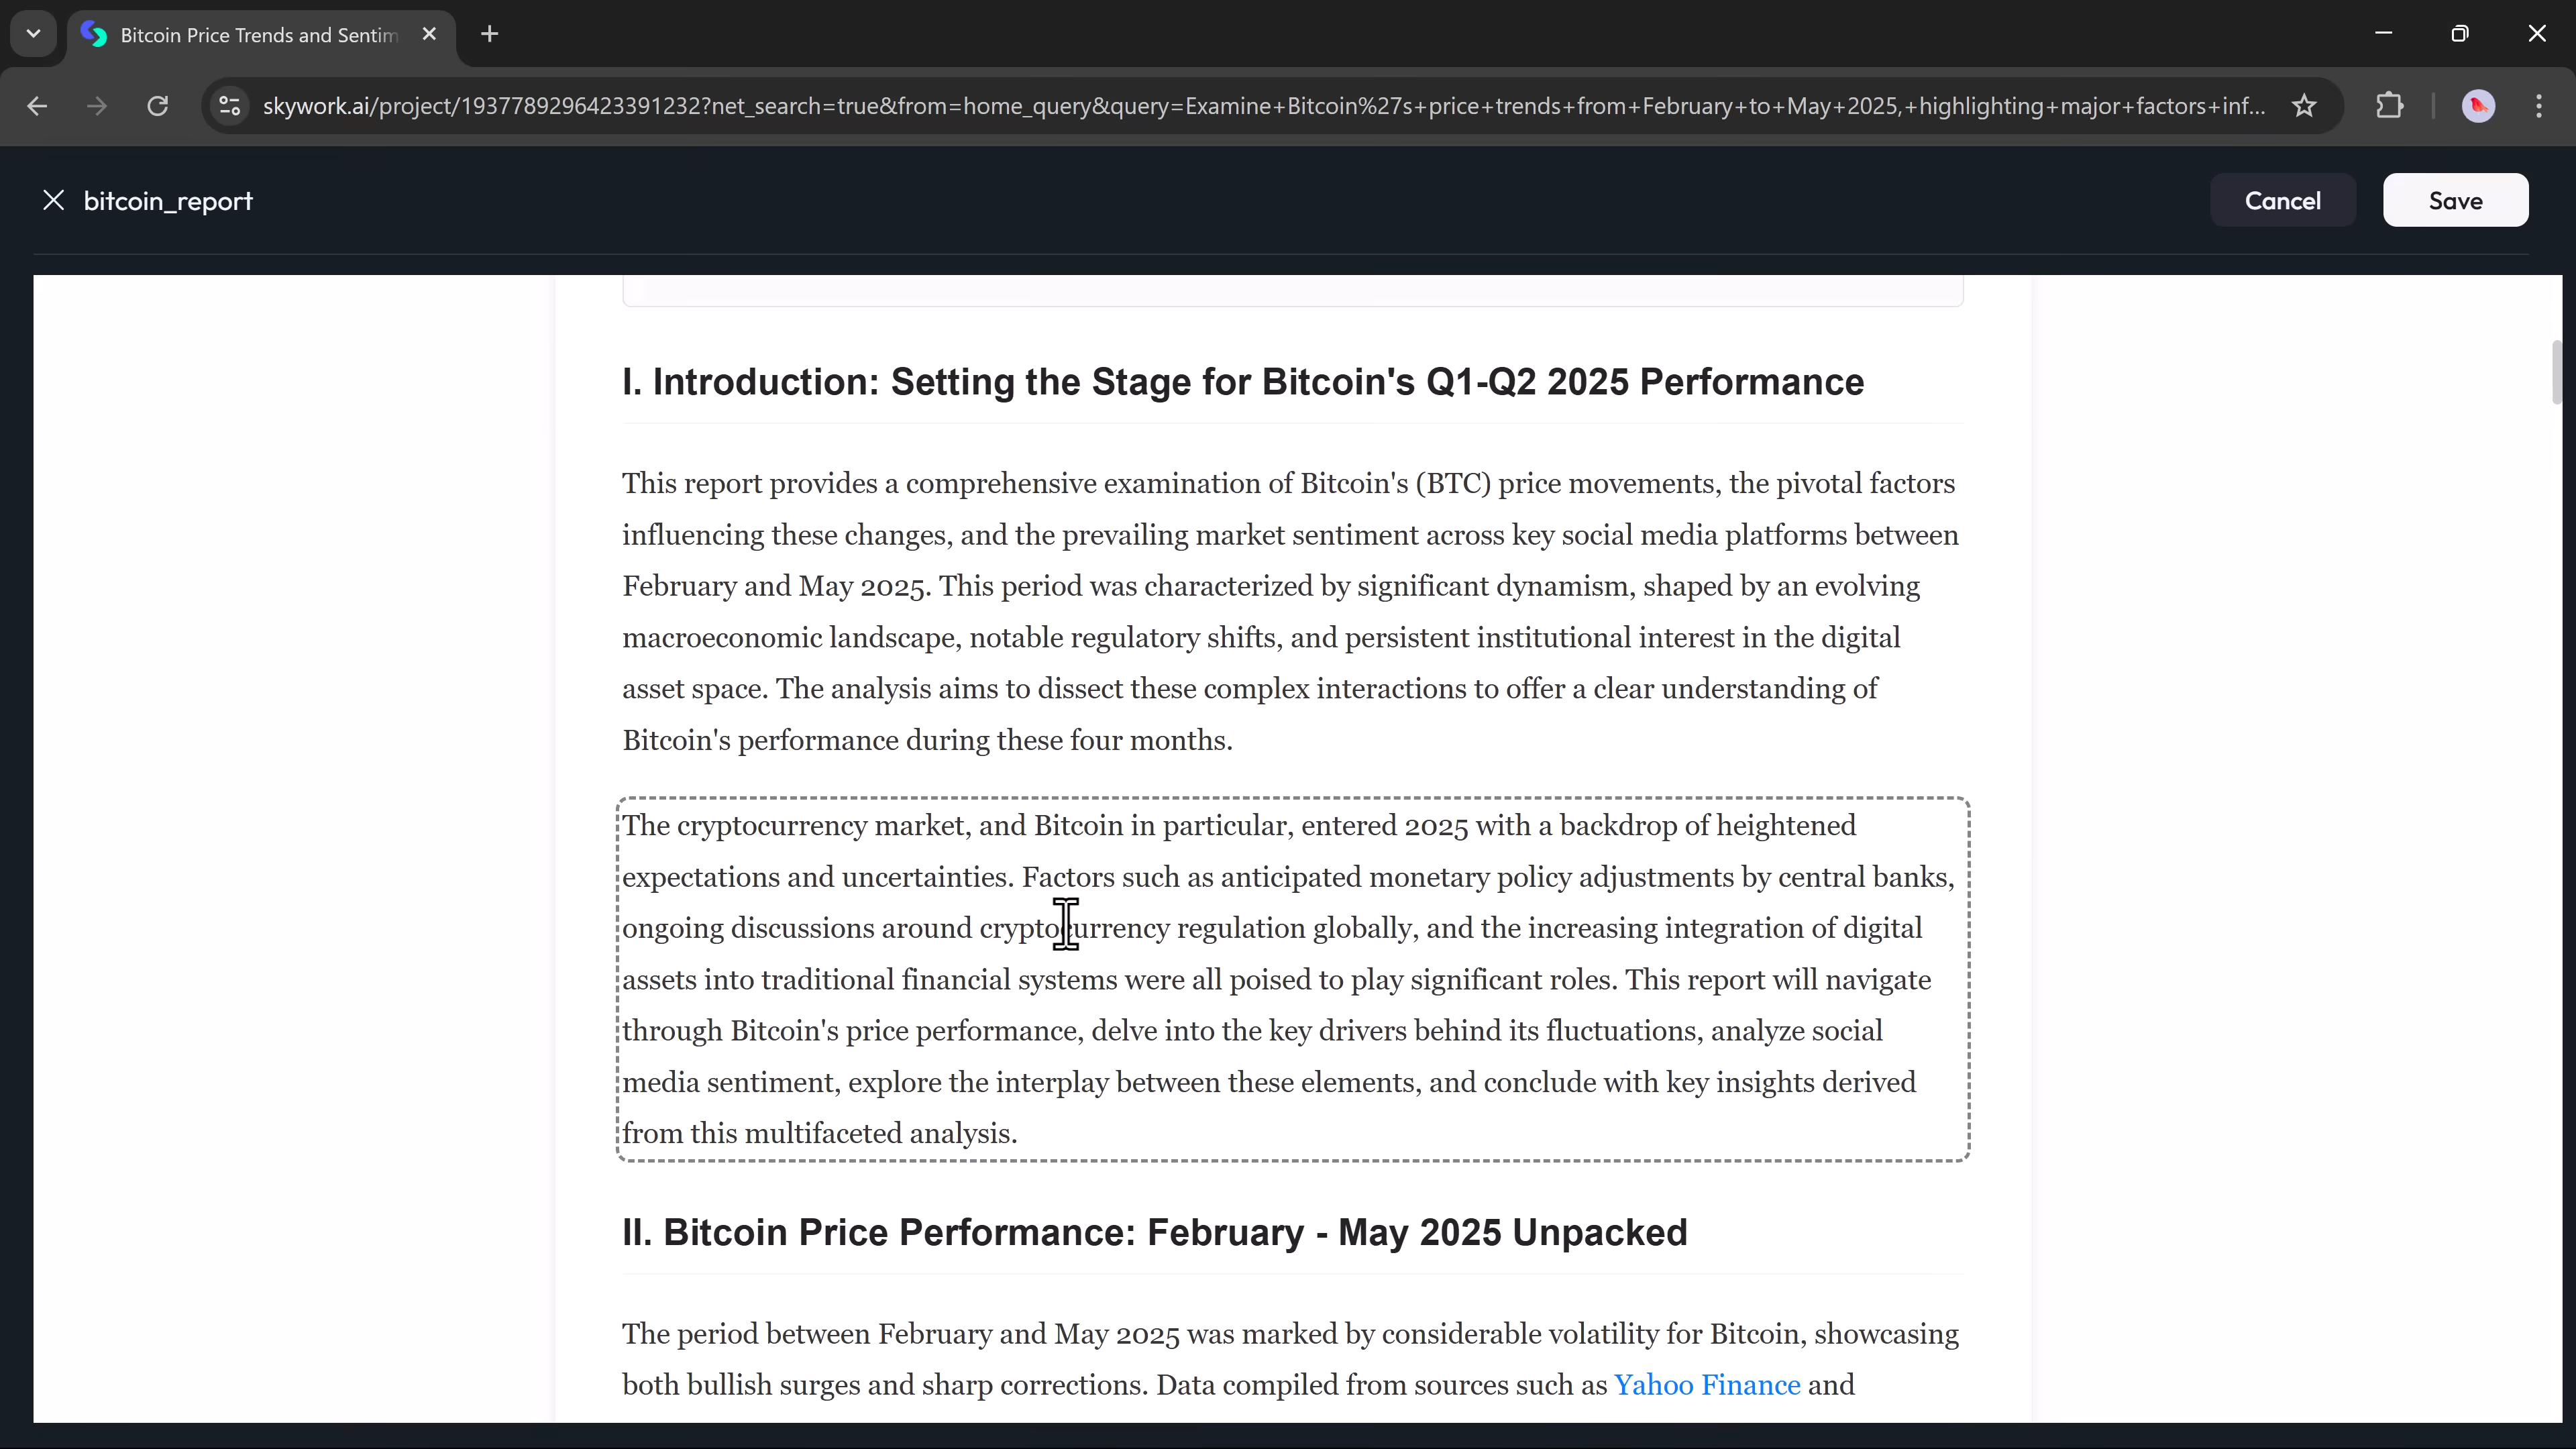 Bitcoin Price Trends and Sentim
skywork.ai/project/1937789296423391232?net_search=true&from=home_query&query=Examine+Bitcoin%27s+price+trends+from+February+to+May+2025,+highlighting+major+factors+inf...
bitcoin_report
Cancel
Save
I. Introduction: Setting the Stage for Bitcoin's Q1-Q2 2025 Performance
This report provides a comprehensive examination of Bitcoin's (BTC) price movements, the pivotal factors
influencing these changes, and the prevailing market sentiment across key social media platforms between
February and May 2025. This period was characterized by significant dynamism, shaped by an evolving
macroeconomic landscape, notable regulatory shifts, and persistent institutional interest in the digital
asset space. The analysis aims to dissect these complex interactions to offer a clear understanding of
Bitcoin's performance during these four months.
The cryptocurrency market, and Bitcoin in particular, entered 2025 with a backdrop of heightened
expectations and uncertainties. Factors such as anticipated monetary policy adjustments by central banks,
ongoing discussions around cryptocurrency regulation globally, and the increasing integration of digital
assets into traditional financial systems were all poised to play significant roles. This report will navigate
through Bitcoin's price performance, delve into the key drivers behind its fluctuations, analyze social
media sentiment, explore the interplay between these elements, and conclude with key insights derived
from this multifaceted analysis.
II. Bitcoin Price Performance: February - May 2025 Unpacked
The period between February and May 2025 was marked by considerable volatility for Bitcoin, showcasing
both bullish surges and sharp corrections. Data compiled from sources such as Yahoo Finance and